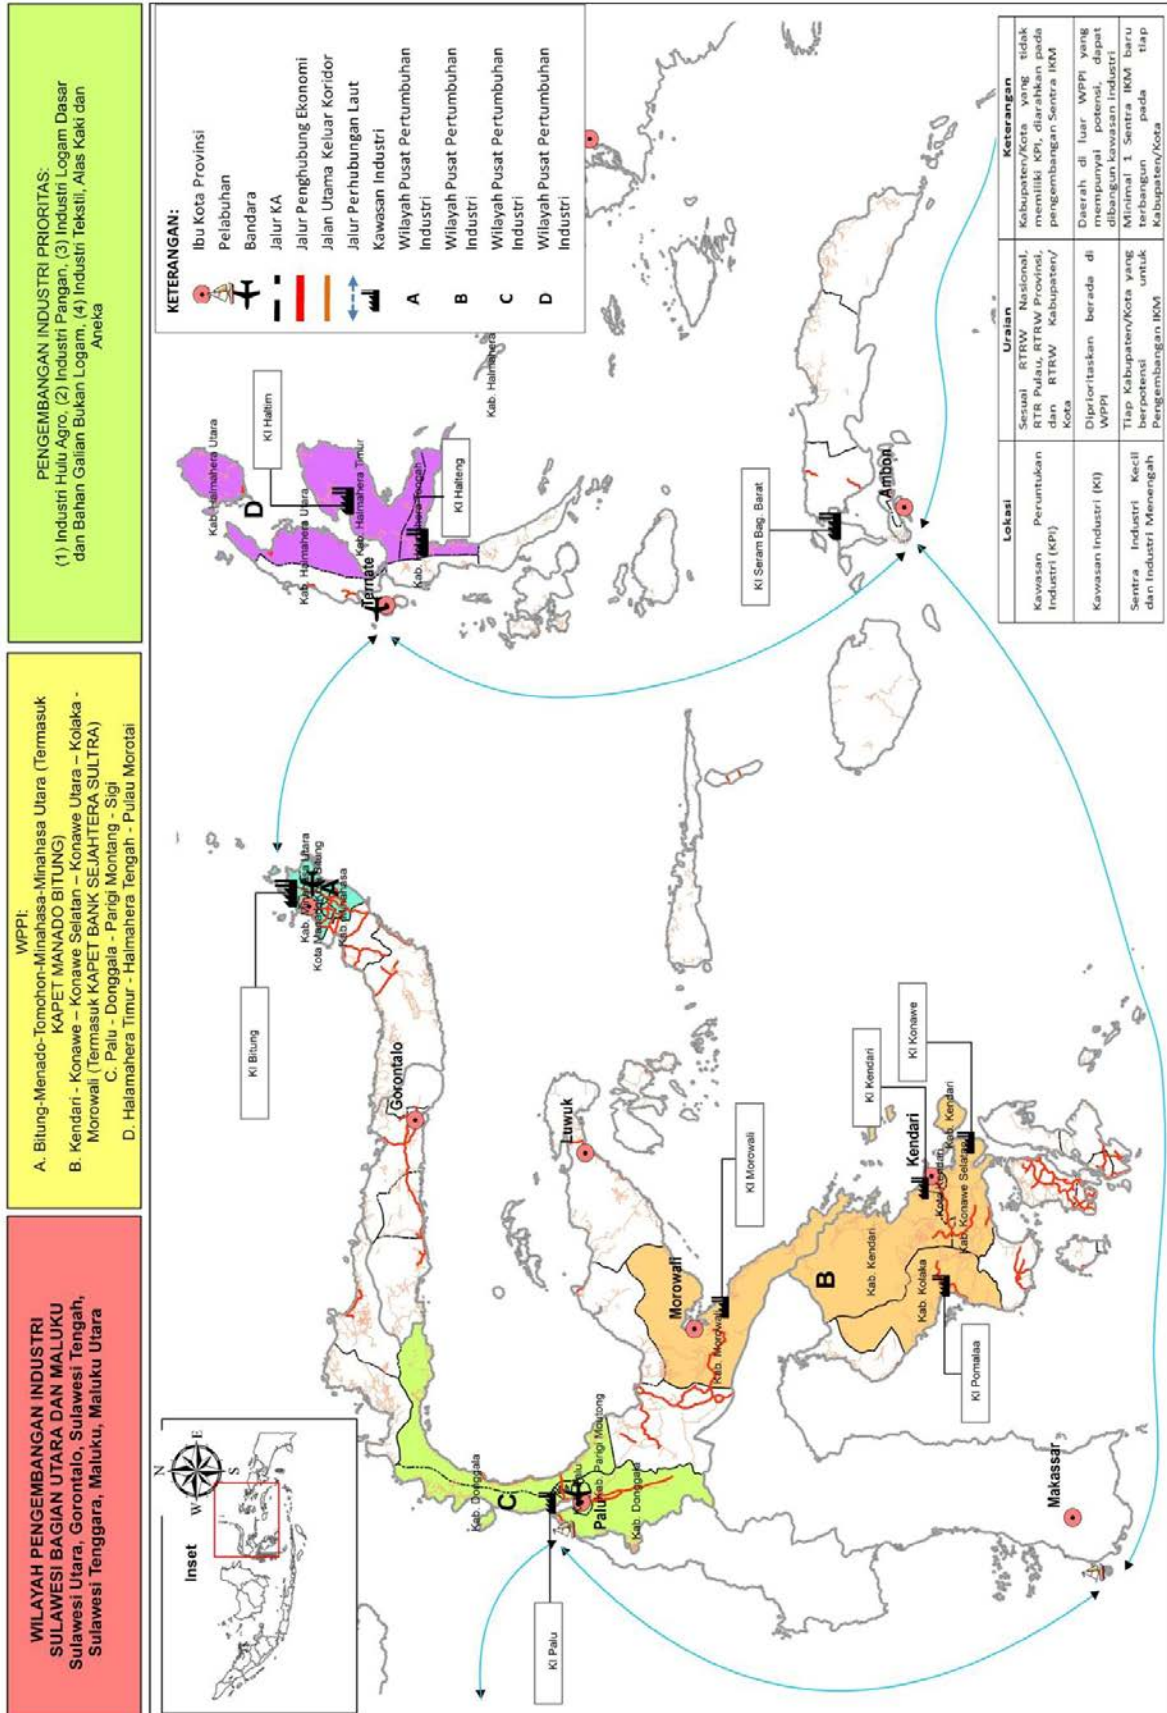 WILAYAH PENGEMBANGAN INDUSTRI
SULAWESI BAGIAN UTARA DAN MALUKU
Sulawesi Utara, Gorontalo, Sulawesi Tengah,
Sulawesi Tenggara, Maluku, Maluku Utara
WPPI:
A. Bitung-Menado-Tomohon-Minahasa-Minahasa Utara (Termasuk
KAPET MANADO BITUNG)
B. Kendari - Konawe – Konawe Selatan – Konawe Utara – Kolaka -
Morowali (Termasuk KAPET BANK SEJAHTERA SULTRA)
C. Palu - Donggala - Parigi Montang - Sigi
D. Halamahera Timur - Halmahera Tengah - Pulau Morotai
PENGEMBANGAN INDUSTRI PRIORITAS:
(1) Industri Hulu Agro, (2) Industri Pangan, (3) Industri Logam Dasar
dan Bahan Galian Bukan Logam, (4) Industri Tekstil, Alas Kaki dan
Aneka
Inset
N
W
E
S
KETERANGAN:
Ibu Kota Provinsi
Pelabuhan
Bandara
Jalur KA
Jalur Penghubung Ekonomi
Jalan Utama Keluar Koridor
Jalur Perhubungan Laut
Kawasan Industri
A Wilayah Pusat Pertumbuhan
Industri
B Wilayah Pusat Pertumbuhan
Industri
C Wilayah Pusat Pertumbuhan
Industri
D Wilayah Pusat Pertumbuhan
Industri
KI Bitung
Kota
A
Gorontalo
KI Haltim
Kab. Halmahera Utara
D
Kab. Halmahera Utara
Kab. Halmahera Timur
KI Halteng
Ternate
Kab. Halmahera
Luwuk
Kab. Donggala
C
KI Palu
Palu
Kab. Parigi Moutong
Kab. Donggala
Morowali
Kab. Morowali
KI Morowali
B
Kab. Kendari
Kendari
KI Kendari
KI Konawe
Kab. Kendari
Kota Kendari
Kab. Konawe Selatan
Kab. Kolaka
KI Pomalaa
Makassar
KI Seram Bag. Barat
Ambon
Lokasi Uraian Keterangan
Kawasan Peruntukan
Industri (KPI)
Sesuai RTRW Nasional,
RTR Pulau, RTRW Provinsi,
dan RTRW Kabupaten/
Kota
Kabupaten/Kota yang tidak
memiliki KPI, diarahkan pada
pengembangan Sentra IKM
Kawasan Industri (KI)
Diprioritaskan berada di
WPPI
Daerah di luar WPPI yang
mempunyai potensi, dapat
dibangun kawasan industri
Sentra Industri Kecil
dan Industri Menengah
Tiap Kabupaten/Kota yang
berpotensi untuk
Pengembangan IKM
Minimal 1 Sentra IKM baru
terbangun pada tiap
Kabupaten/Kota